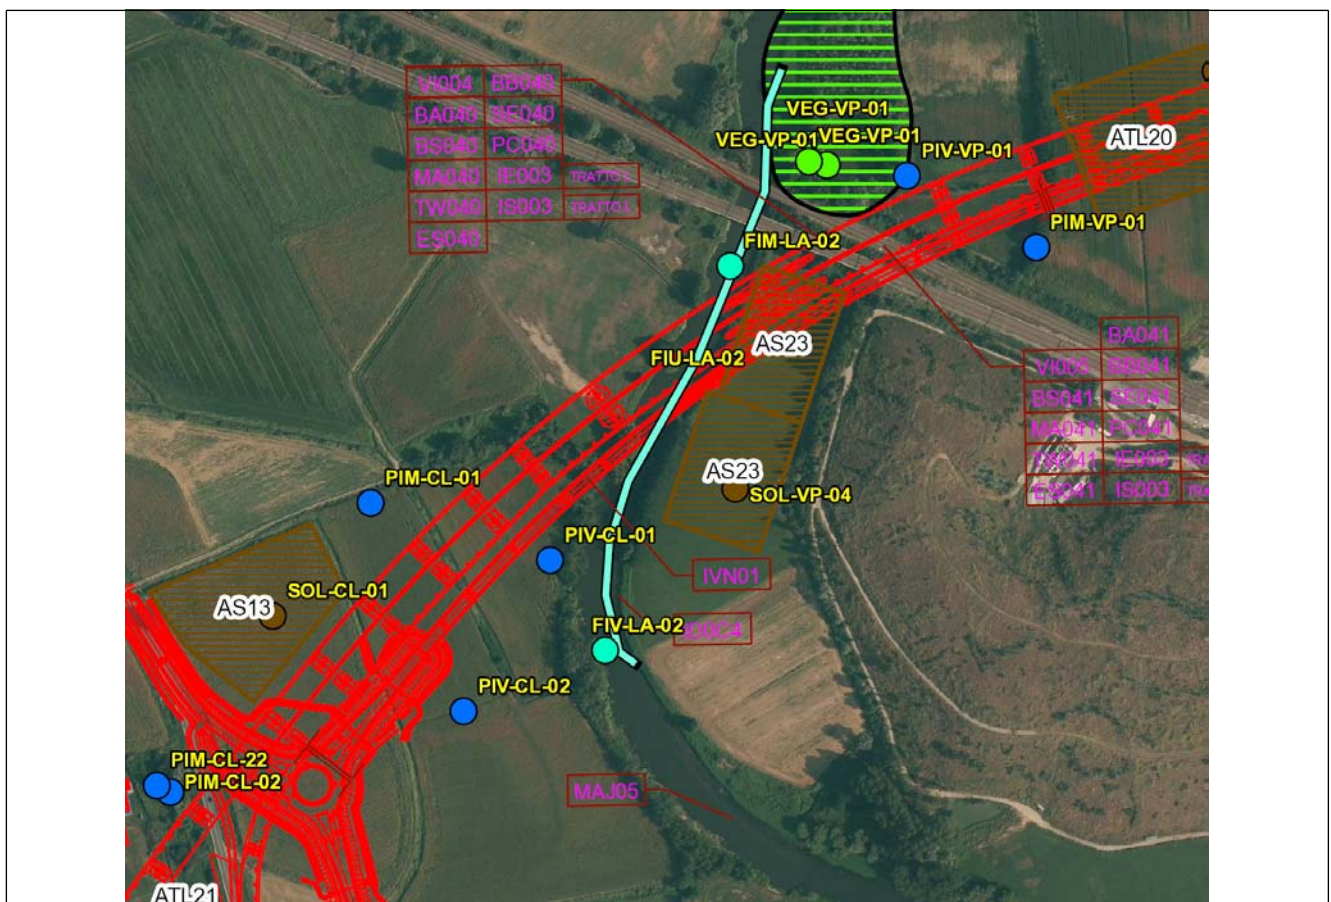 VI004 BB040
BA040 SE040
BS040 PC040
MA040 IE003 TRATTO L
TW040 IS003 TRATTO L
ES040
VEG-VP-01
VEG-VP-01 VEG-VP-01
PIV-VP-01
ATL20
PIM-VP-01
FIM-LA-02
AS23
FIU-LA-02
BA041
VI005 BB041
BS041 SE041
MA041 PC041
TW041 IE003
ES041 IS003
AS23
SOL-VP-04
PIM-CL-01
PIV-CL-01
IVN01
SOL-CL-01
AS13
FIV-LA-02
PIV-CL-02
PIM-CL-22
PIM-CL-02
MAJ05
ATL21